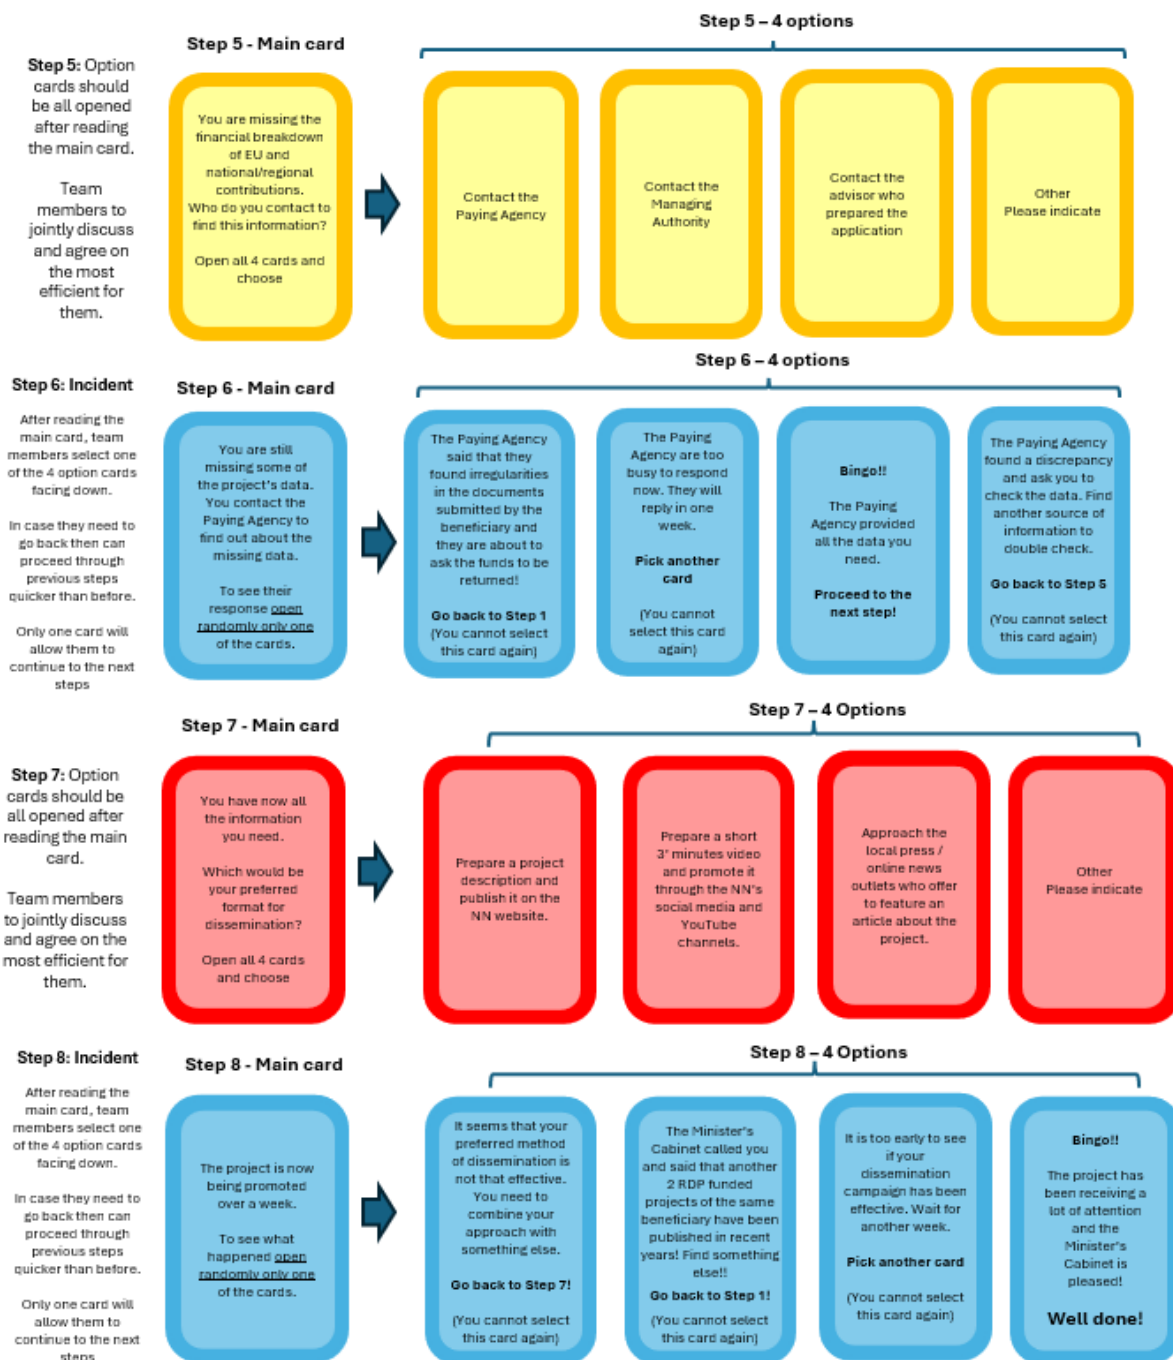 Step 5 – 4 options
Step 5 - Main card
Step 5: Option
cards should
be all opened
after reading
the main card.
Team
members to
jointly discuss
and agree on
the most
efficient for
them.
You are missing the
financial breakdown
of EU and
national/regional
contributions.
Who do you contact to
find this information?
Open all 4 cards and
choose
Contact the
Paying Agency
Contact the
Managing
Authority
Contact the
advisor who
prepared the
application
Other
Please indicate
Step 6 – 4 options
Step 6: Incident
Step 6 - Main card
After reading the
main card, team
members select one
of the 4 option cards
facing down.
In case they need to
go back then can
proceed through
previous steps
quicker than before.
Only one card will
allow them to
continue to the next
steps
You are still
missing some of
the project's data.
You contact the
Paying Agency to
find out about the
missing data.
To see their
response open
randomly only one
of the cards.
The Paying Agency
said that they
found irregularities
in the documents
submitted by the
beneficiary and
they are about to
ask the funds to be
returned!
Go back to Step 1
(You cannot select
this card again)
The Paying
Agency are too
busy to respond
now. They will
reply in one
week.
Pick another
card
(You cannot
select this card
again)
Bingo!!
The Paying
Agency provided
all the data you
need.
Proceed to the
next step!
The Paying Agency
found a discrepancy
and ask you to
check the data. Find
another source of
information to
double check.
Go back to Step 5
(You cannot select
this card again)
Step 7 – 4 Options
Step 7 - Main card
Step 7: Option
cards should be
all opened after
reading the main
card.
Team members
to jointly discuss
and agree on the
most efficient for
them.
You have now all
the information
you need.
Which would be
your preferred
format for
dissemination?
Open all 4 cards
and choose
Prepare a project
description and
publish it on the
NN website.
Prepare a short
3' minutes video
and promote it
through the NN's
social media and
YouTube
channels.
Approach the
local press /
online news
outlets who offer
to feature an
article about the
project.
Other
Please indicate
Step 8 – 4 Options
Step 8: Incident
Step 8 - Main card
After reading the
main card, team
members select one
of the 4 option cards
facing down.
In case they need to
go back then can
proceed through
previous steps
quicker than before.
Only one card will
allow them to
continue to the next
steps
The project is now
being promoted
over a week.
To see what
happened open
randomly only one
of the cards.
It seems that your
preferred method
of dissemination is
not that effective.
You need to
combine your
approach with
something else.
Go back to Step 7!
(You cannot select
this card again)
The Minister's
Cabinet called you
and said that another
2 RDP funded
projects of the same
beneficiary have been
published in recent
years! Find something
else!!
Go back to Step 1!
(You cannot select
this card again)
It is too early to see
if your
dissemination
campaign has been
effective. Wait for
another week.
Pick another card
(You cannot select
this card again)
Bingo!!
The project has
been receiving a
lot of attention
and the
Minister's
Cabinet is
pleased!
Well done!